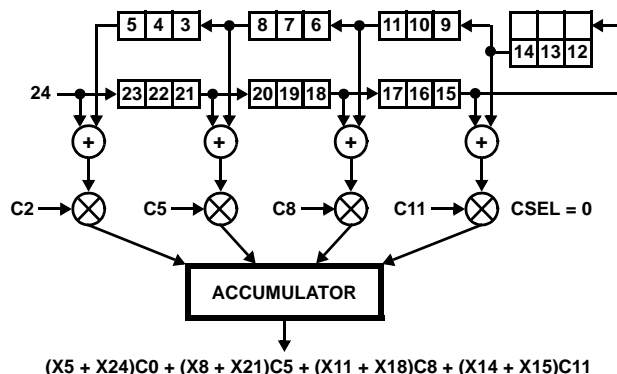 5 4 3 8 7 6 11 10 9
14 13 12
24 23 22 21 20 19 18 17 16 15
+ + + +
C2 C5 C8 C11 CSEL = 0
ACCUMULATOR
(X5 + X24)C0 + (X8 + X21)C5 + (X11 + X18)C8 + (X14 + X15)C11